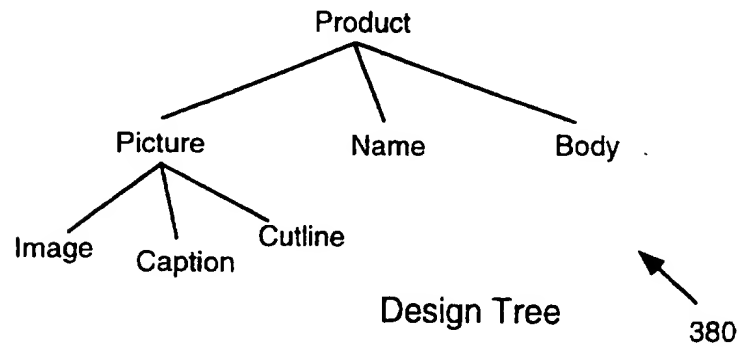 Product
Picture
Name
Body
Image
Caption
Cutline
Design Tree
380